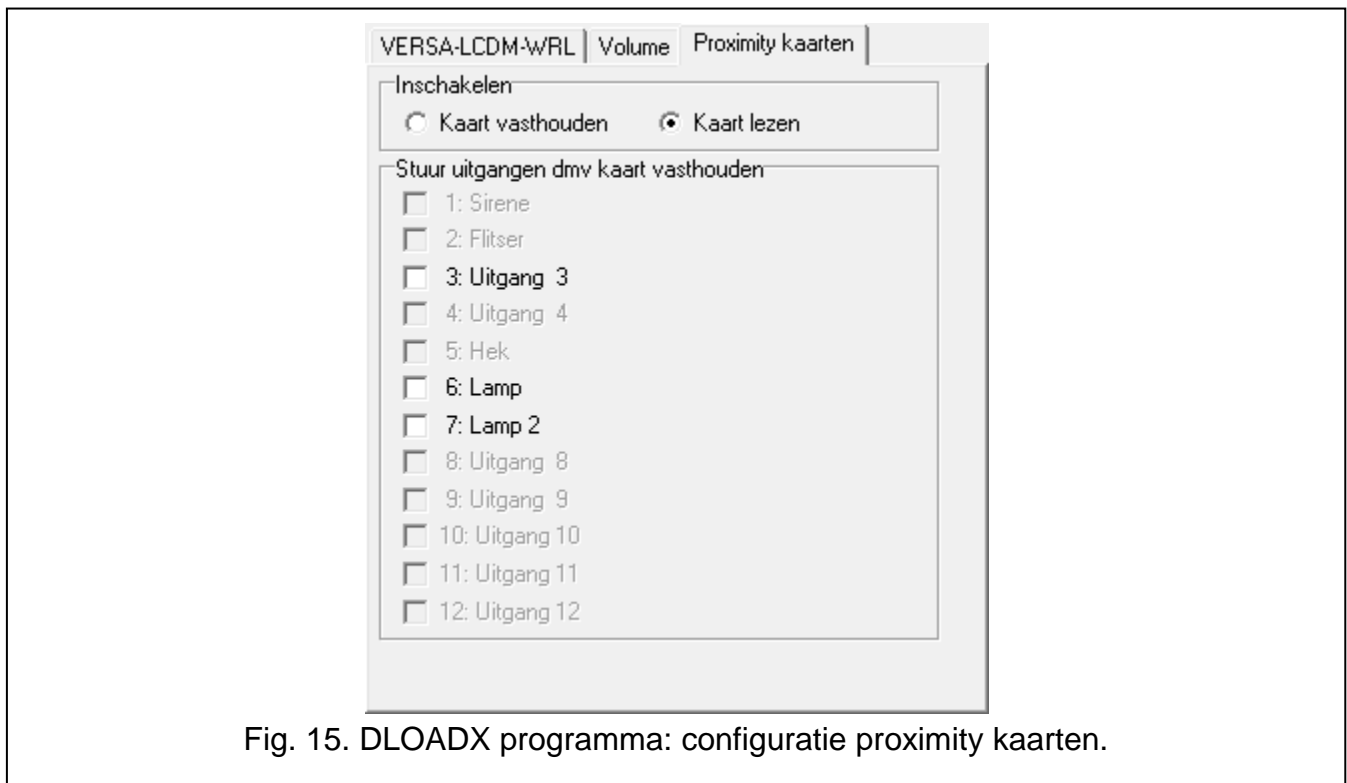 VERSA-LCDM-WRL Volume Proximity kaarten
Inschakelen
Kaart vasthouden Kaart lezen
Stuur uitgangen dmv kaart vasthouden
1: Sirene
2: Flitser
3: Uitgang 3
4: Uitgang 4
5: Hek
6: Lamp
7: Lamp 2
8: Uitgang 8
9: Uitgang 9
10: Uitgang 10
11: Uitgang 11
12: Uitgang 12
Fig. 15. DLOADX programma: configuratie proximity kaarten.